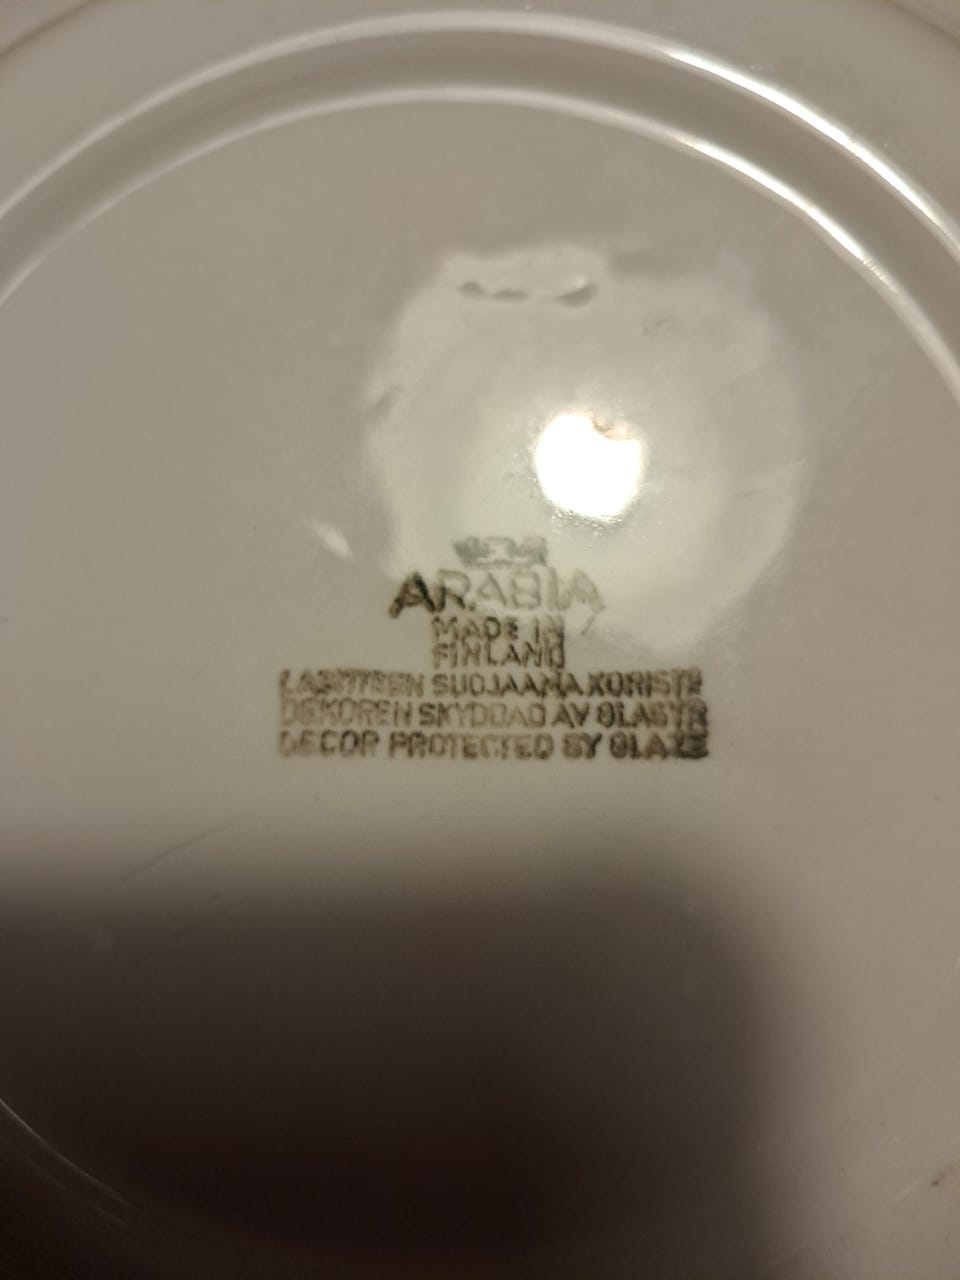 ARABIA
MADE IN
FINLAND
LASITTEEN SUOJAAMA KORISTE
DEKOREN SKYDDAD AV GLASYR
DECOR PROTECTED BY GLAZE